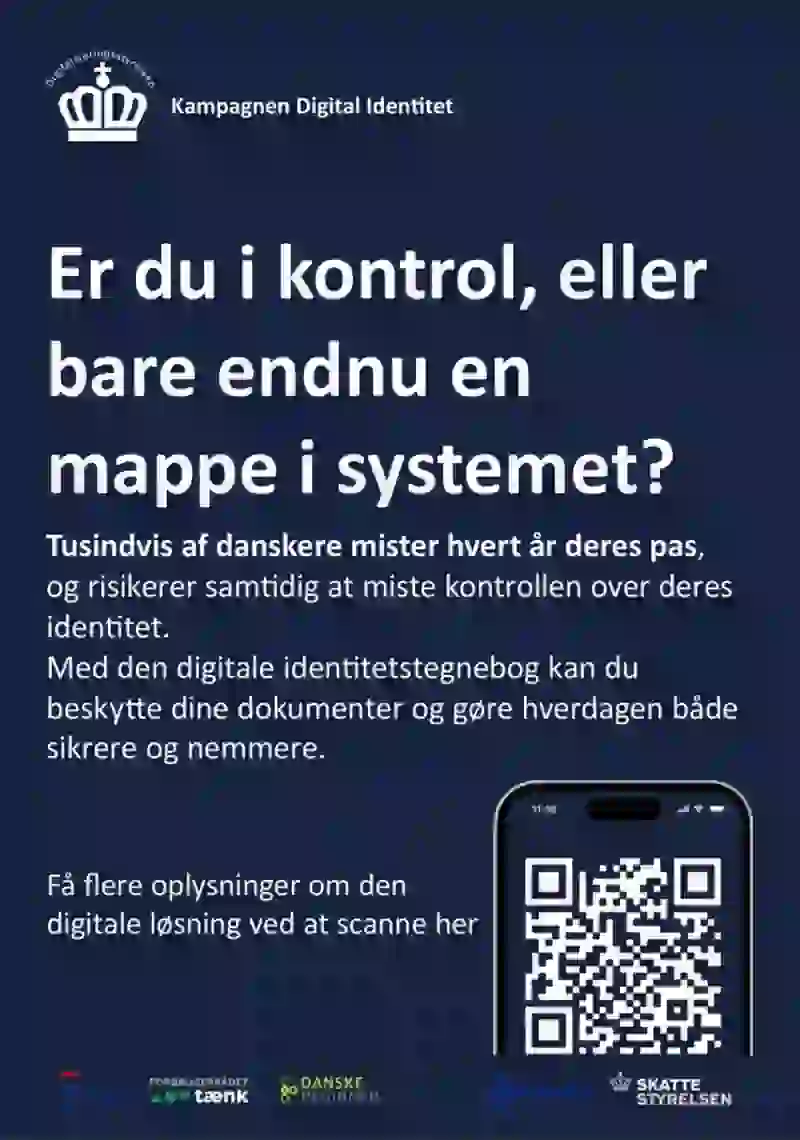 Digitaliseringsstyrelsen
Kampagnen Digital Identitet
Er du i kontrol, eller
bare endnu en
mappe i systemet?
Tusindvis af danskere mister hvert år deres pas,
og risikerer samtidig at miste kontrollen over deres
identitet.
Med den digitale identitetstegnebog kan du
beskytte dine dokumenter og gøre hverdagen både
sikrere og nemmere.
Få flere oplysninger om den
digitale løsning ved at scanne her
FORBRUGERRÅDET
tænk
DANSKE
SKATTE
STYRELSEN